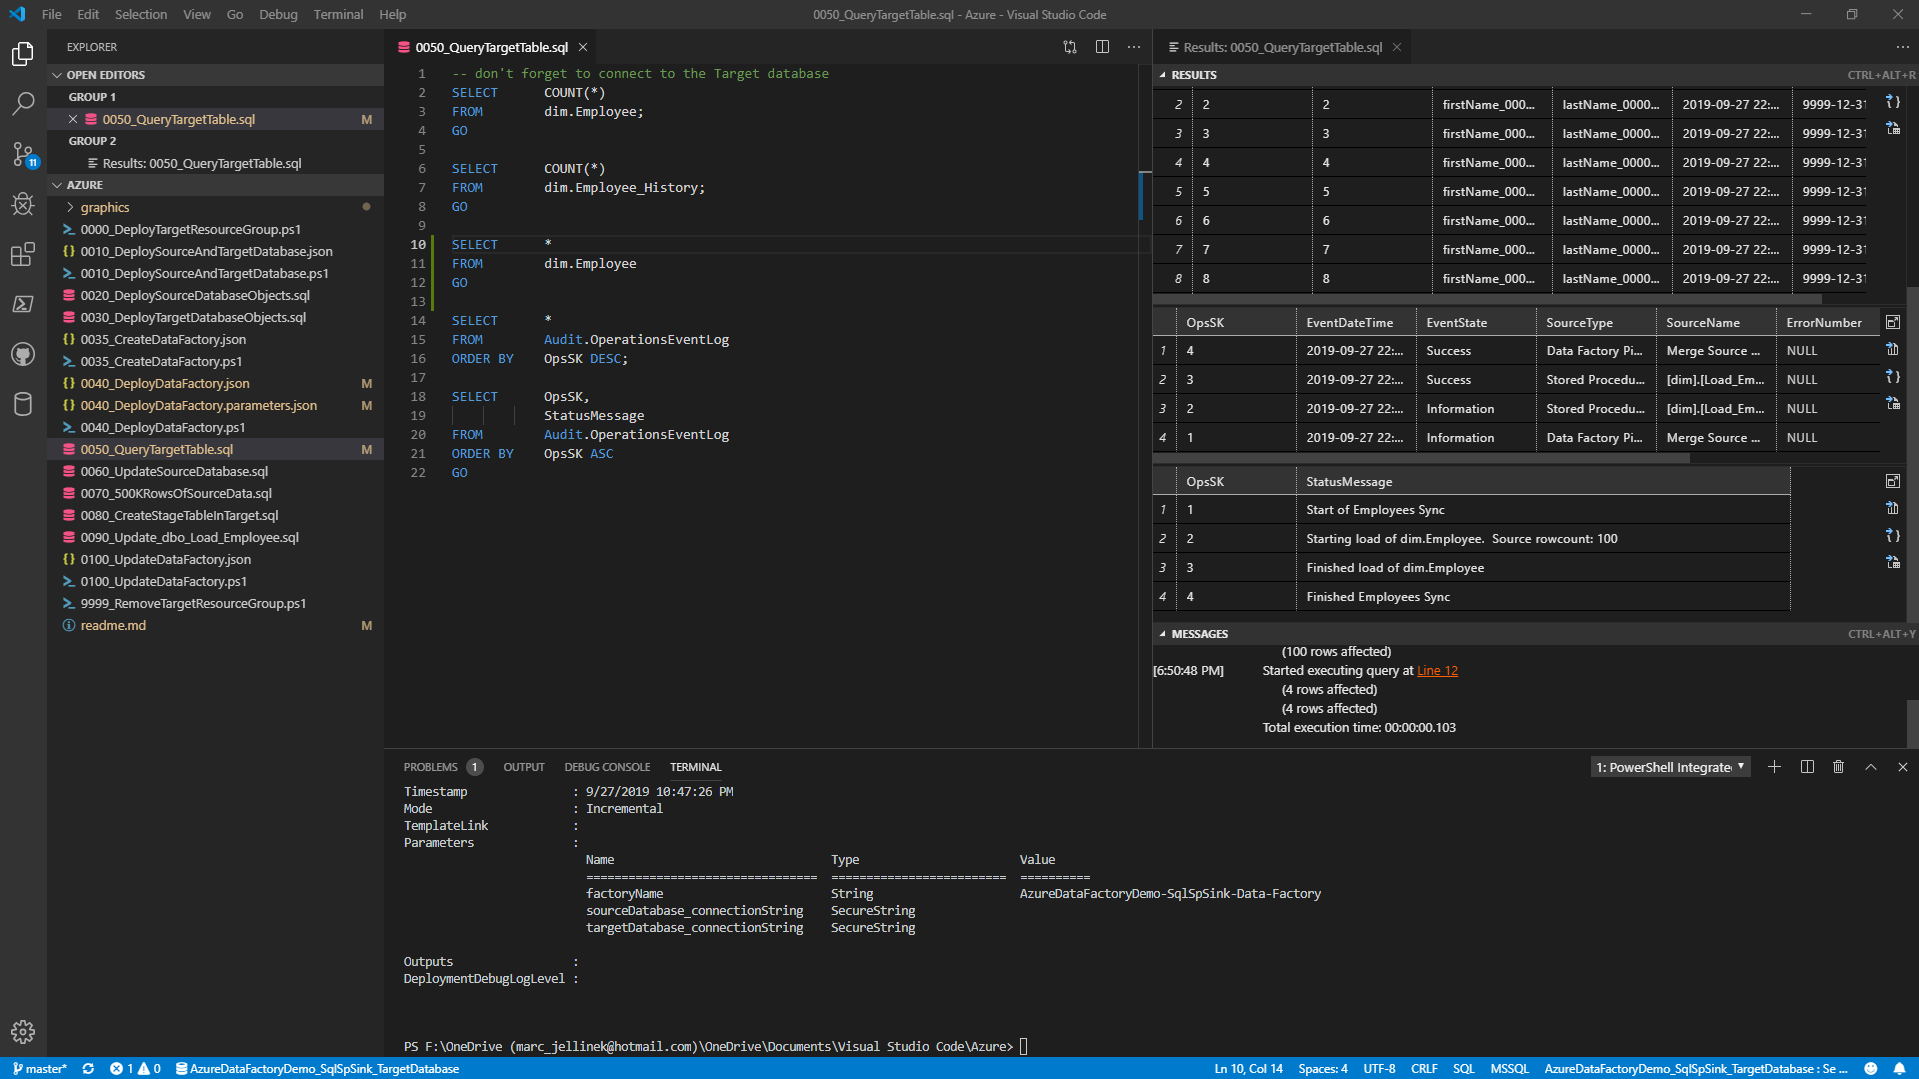 File Edit Selection View Go Debug Terminal Help
0050_QueryTargetTable.sql - Azure - Visual Studio Code
EXPLORER
OPEN EDITORS
GROUP 1
0050_QueryTargetTable.sql M
GROUP 2
Results: 0050_QueryTargetTable.sql
11
AZURE
graphics
0000_DeployTargetResourceGroup.ps1
0010_DeploySourceAndTargetDatabase.json
0010_DeploySourceAndTargetDatabase.ps1
0020_DeploySourceDatabaseObjects.sql
0030_DeployTargetDatabaseObjects.sql
0035_CreateDataFactory.json
0035_CreateDataFactory.ps1
0040_DeployDataFactory.json M
0040_DeployDataFactory.parameters.json M
0040_DeployDataFactory.ps1
0050_QueryTargetTable.sql M
0060_UpdateSourceDatabase.sql
0070_500KRowsOfSourceData.sql
0080_CreateStageTableInTarget.sql
0090_Update_dbo_Load_Employee.sql
0100_UpdateDataFactory.json
0100_UpdateDataFactory.ps1
9999_RemoveTargetResourceGroup.ps1
readme.md M
0050_QueryTargetTable.sql
1 -- don't forget to connect to the Target database
2 SELECT COUNT(*)
3 FROM dim.Employee;
4 GO
5
6 SELECT COUNT(*)
7 FROM dim.Employee_History;
8 GO
9
10 SELECT *
11 FROM dim.Employee
12 GO
13
14 SELECT *
15 FROM Audit.OperationsEventLog
16 ORDER BY OpsSK DESC;
17
18 SELECT OpsSK,
19 StatusMessage
20 FROM Audit.OperationsEventLog
21 ORDER BY OpsSK ASC
22 GO
Results: 0050_QueryTargetTable.sql
RESULTS CTRL+ALT+R
2 2 2 firstName_000... lastName_0000... 2019-09-27 22:... 9999-12-31
3 3 3 firstName_000... lastName_0000... 2019-09-27 22:... 9999-12-31
4 4 4 firstName_000... lastName_0000... 2019-09-27 22:... 9999-12-31
5 5 5 firstName_000... lastName_0000... 2019-09-27 22:... 9999-12-31
6 6 6 firstName_000... lastName_0000... 2019-09-27 22:... 9999-12-31
7 7 7 firstName_000... lastName_0000... 2019-09-27 22:... 9999-12-31
8 8 8 firstName_000... lastName_0000... 2019-09-27 22:... 9999-12-31
OpsSK EventDateTime EventState SourceType SourceName ErrorNumber
1 4 2019-09-27 22:... Success Data Factory Pi... Merge Source ... NULL
2 3 2019-09-27 22:... Success Stored Procedu... [dim].[Load_Em... NULL
3 2 2019-09-27 22:... Information Stored Procedu... [dim].[Load_Em... NULL
4 1 2019-09-27 22:... Information Data Factory Pi... Merge Source ... NULL
OpsSK StatusMessage
1 1 Start of Employees Sync
2 2 Starting load of dim.Employee.  Source rowcount: 100
3 3 Finished load of dim.Employee
4 4 Finished Employees Sync
MESSAGES CTRL+ALT+Y
(100 rows affected)
[6:50:48 PM] Started executing query at Line 12
(4 rows affected)
(4 rows affected)
Total execution time: 00:00:00.103
PROBLEMS 1 OUTPUT DEBUG CONSOLE TERMINAL 1: PowerShell Integrate
Timestamp : 9/27/2019 10:47:26 PM
Mode : Incremental
TemplateLink :
Parameters :
Name Type Value
================================= ========================= ==========
factoryName String AzureDataFactoryDemo-SqlSpSink-Data-Factory
sourceDatabase_connectionString SecureString
targetDatabase_connectionString SecureString
Outputs :
DeploymentDebugLogLevel :
PS F:\OneDrive (marc_jellinek@hotmail.com)\OneDrive\Documents\Visual Studio Code\Azure>
master* 1 0 AzureDataFactoryDemo_SqlSpSink_TargetDatabase Ln 10, Col 14 Spaces: 4 UTF-8 CRLF SQL MSSQL AzureDataFactoryDemo_SqlSpSink_TargetDatabase : Se ...